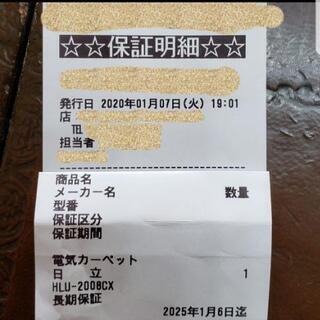 ☆☆保証明細☆☆
発行日 2020年01月07日(火) 19:01
店
TEL
担当者
商品名
メーカー名 数量
型番
保証区分
保証期間
電気カーペット
日 立 1
HLU-2008CX
長期保証
2025年1月6日迄